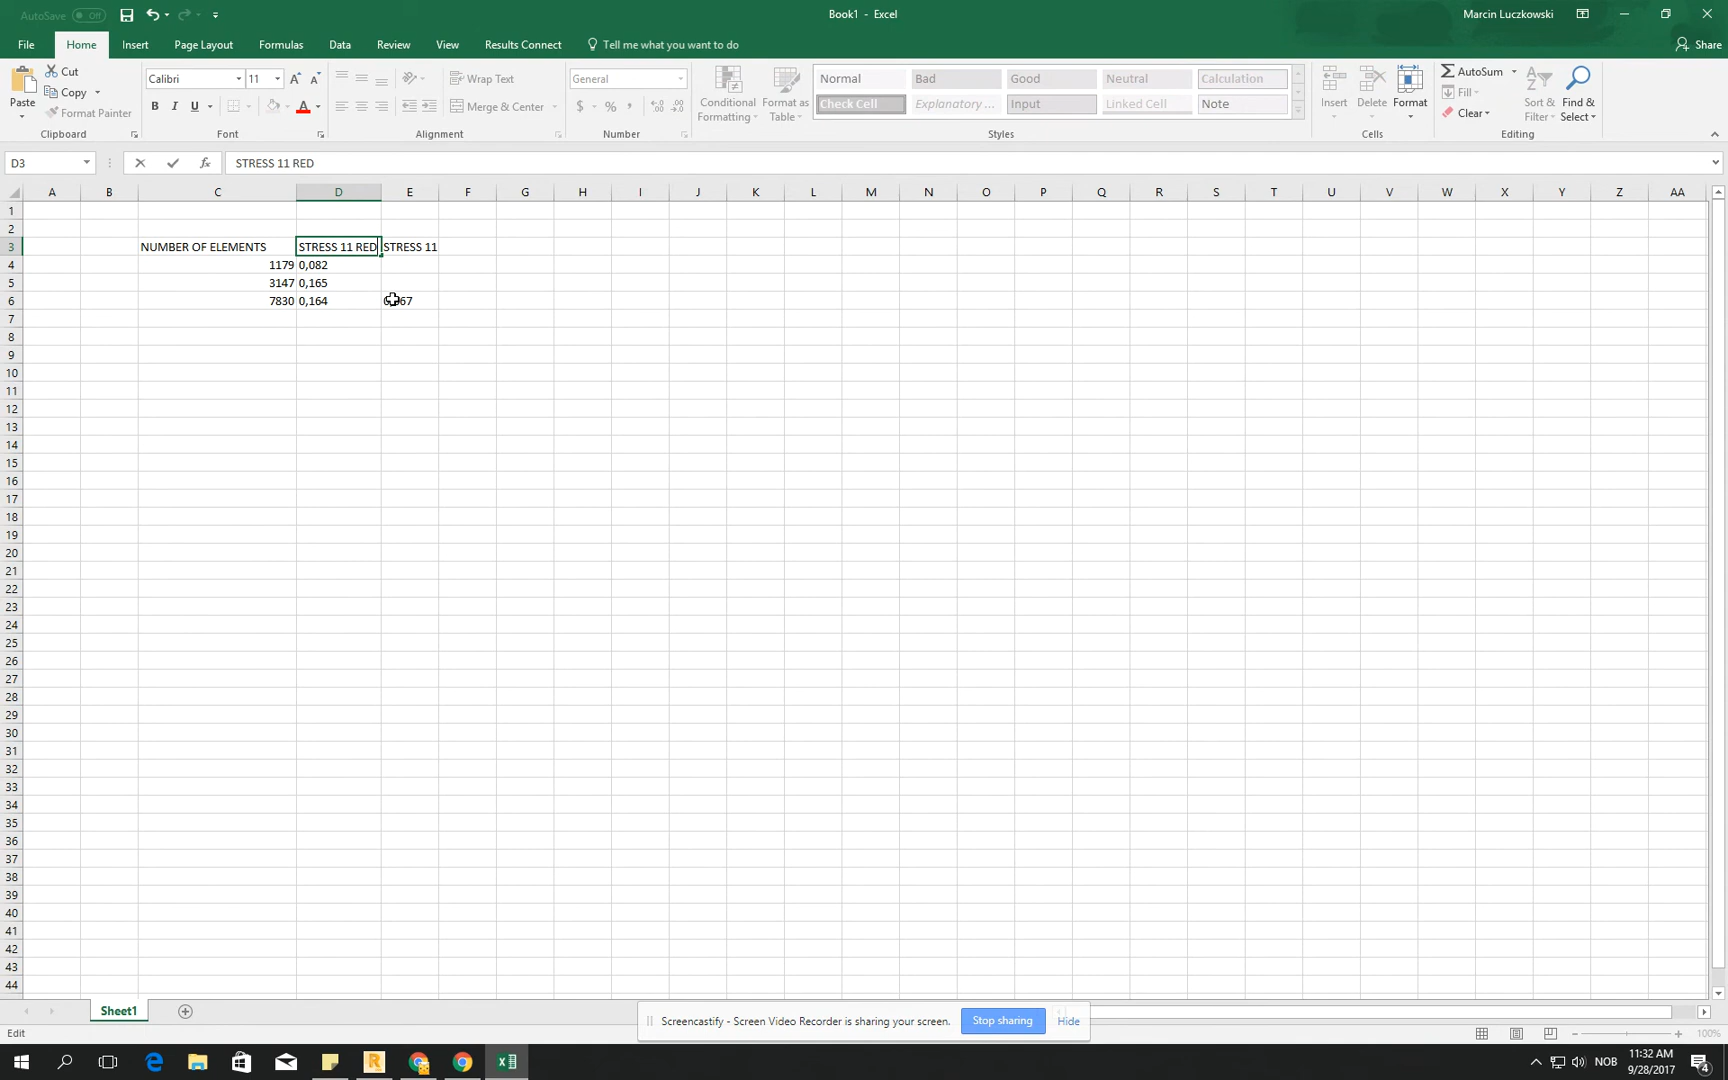 AutoSave Off
Book1 - Excel
Marcin Luczkowski
File Home Insert Page Layout Formulas Data Review View Results Connect Tell me what you want to do
Share
Paste
Cut
Copy
Format Painter
Clipboard
Calibri 11
B I U
Font
Wrap Text
Merge & Center
Alignment
General
$ % ,
Number
Conditional Formatting
Format as Table
Normal Bad Good Neutral Calculation
Check Cell Explanatory ... Input Linked Cell Note
Styles
Insert Delete Format
Cells
AutoSum
Fill
Clear
Sort & Filter
Find & Select
Editing
D3 fx STRESS 11 RED
A B C D E F G H I J K L M N O P Q R S T U V W X Y Z AA
1
2
3 NUMBER OF ELEMENTS STRESS 11 RED STRESS 11
4 1179 0,082
5 3147 0,165
6 7830 0,164 67
7
8
9
10
11
12
13
14
15
16
17
18
19
20
21
22
23
24
25
26
27
28
29
30
31
32
33
34
35
36
37
38
39
40
41
42
43
44
Sheet1
Screencastify - Screen Video Recorder is sharing your screen. Stop sharing Hide
Edit
100%
NOB
11:32 AM
9/28/2017
4